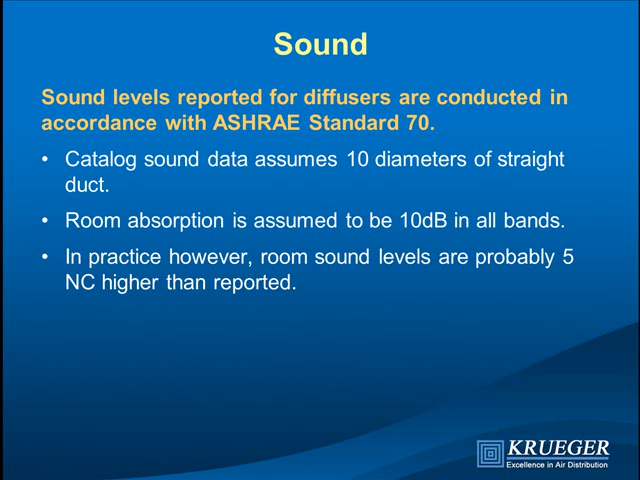 Sound
Sound levels reported for diffusers are conducted in
accordance with ASHRAE Standard 70.
• Catalog sound data assumes 10 diameters of straight
duct.
• Room absorption is assumed to be 10dB in all bands.
• In practice however, room sound levels are probably 5
NC higher than reported.
KRUEGER
Excellence in Air Distribution